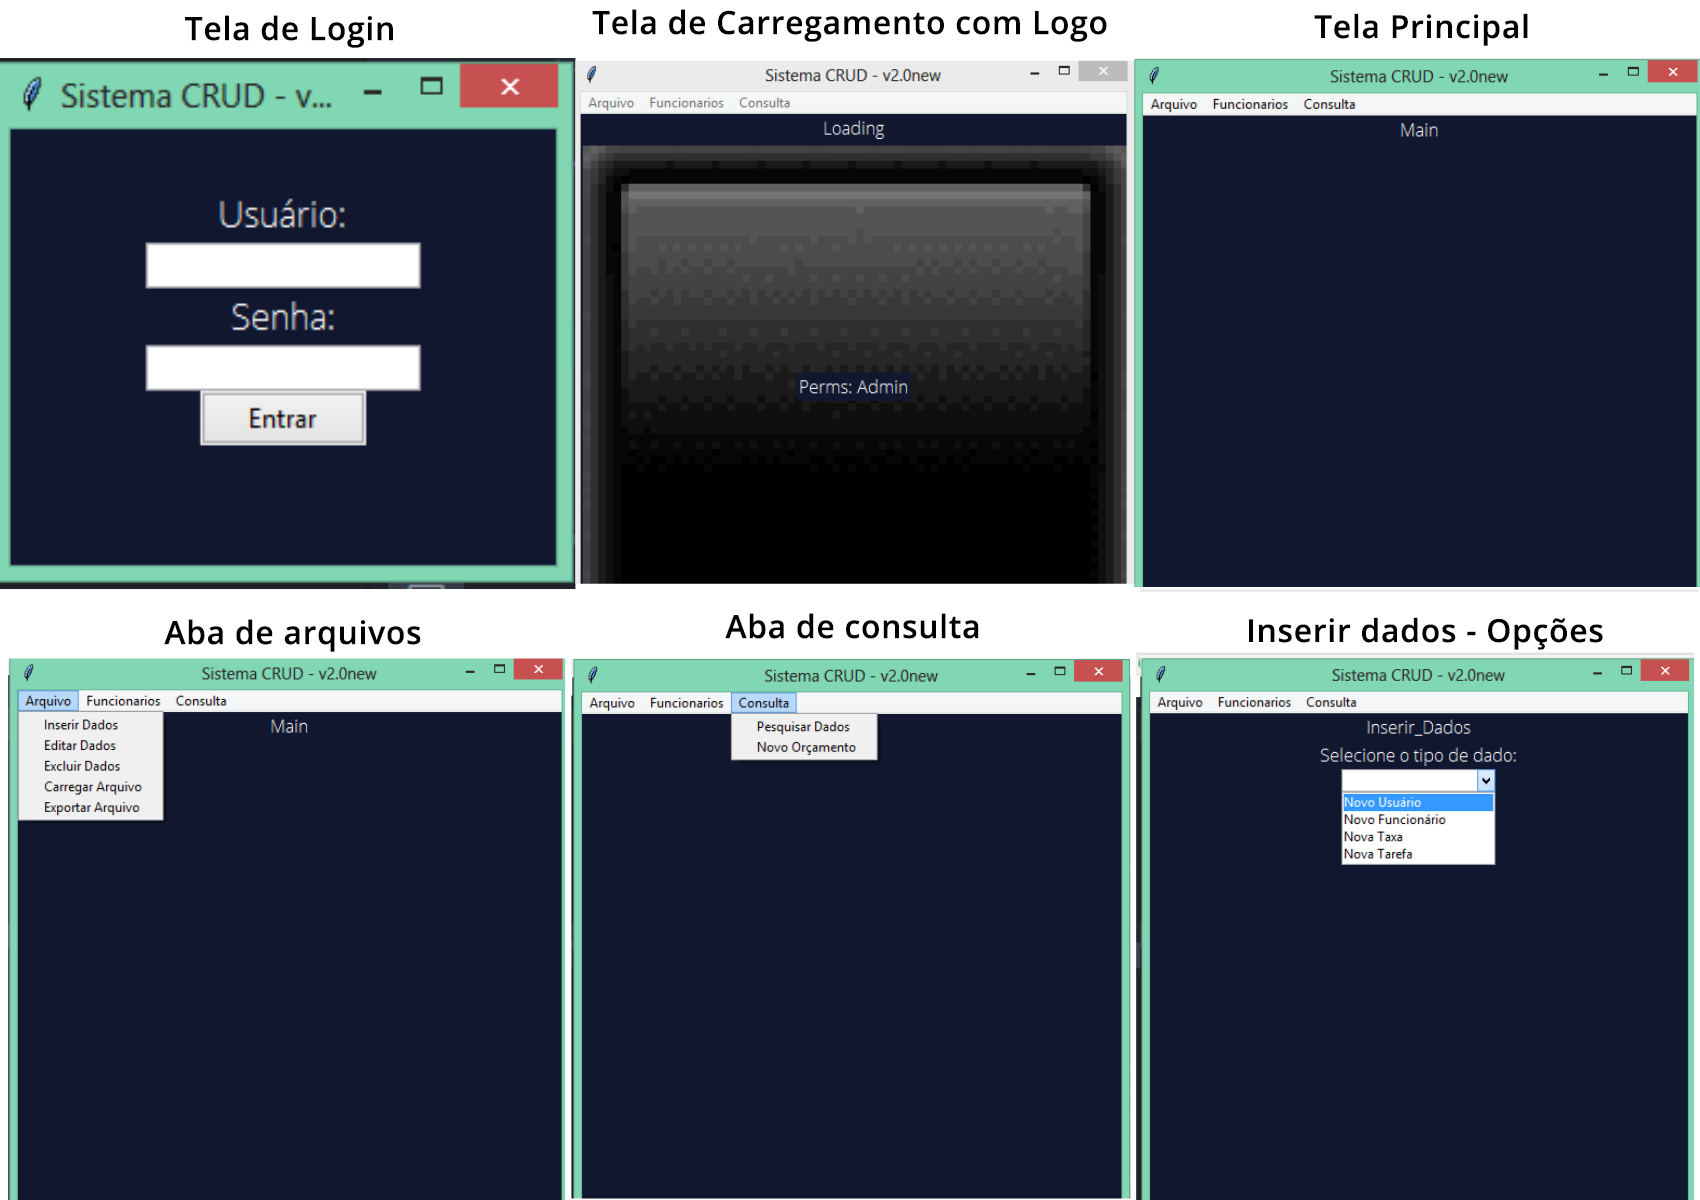 Tela de Login
Sistema CRUD - v...
Usuário:
Senha:
Entrar
Tela de Carregamento com Logo
Sistema CRUD - v2.0new
Arquivo Funcionarios Consulta
Loading
Perms: Admin
Tela Principal
Sistema CRUD - v2.0new
Arquivo Funcionarios Consulta
Main
Aba de arquivos
Sistema CRUD - v2.0new
Arquivo Funcionarios Consulta
Main
Inserir Dados
Editar Dados
Excluir Dados
Carregar Arquivo
Exportar Arquivo
Aba de consulta
Sistema CRUD - v2.0new
Arquivo Funcionarios Consulta
Pesquisar Dados
Novo Orçamento
Inserir dados - Opções
Sistema CRUD - v2.0new
Arquivo Funcionarios Consulta
Inserir_Dados
Selecione o tipo de dado:
Novo Usuário
Novo Funcionário
Nova Taxa
Nova Tarefa